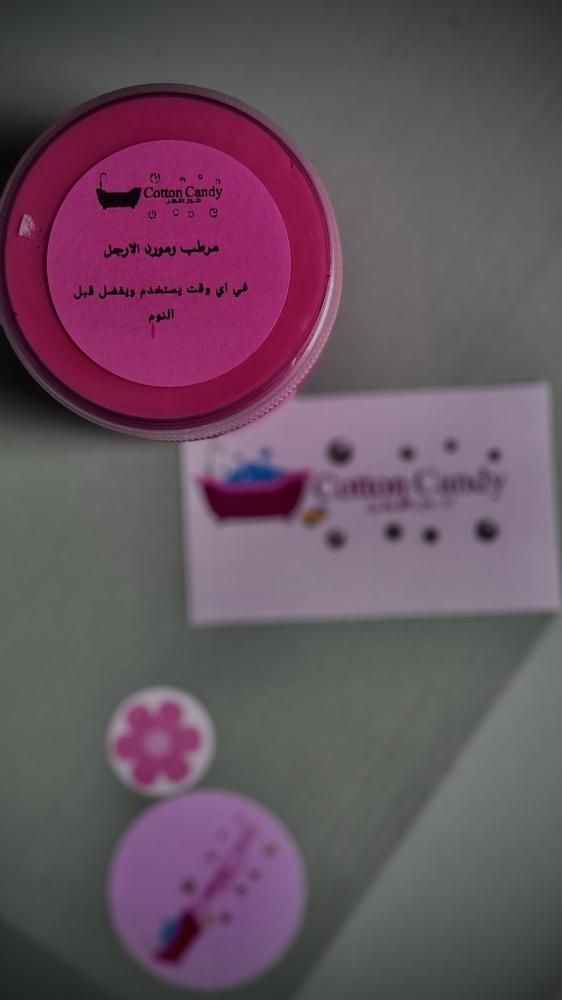 Cotton Candy
مرطب ومورد الارجل
في اي وقت يستخدم ويفضل قبل
النوم
Cotton Candy